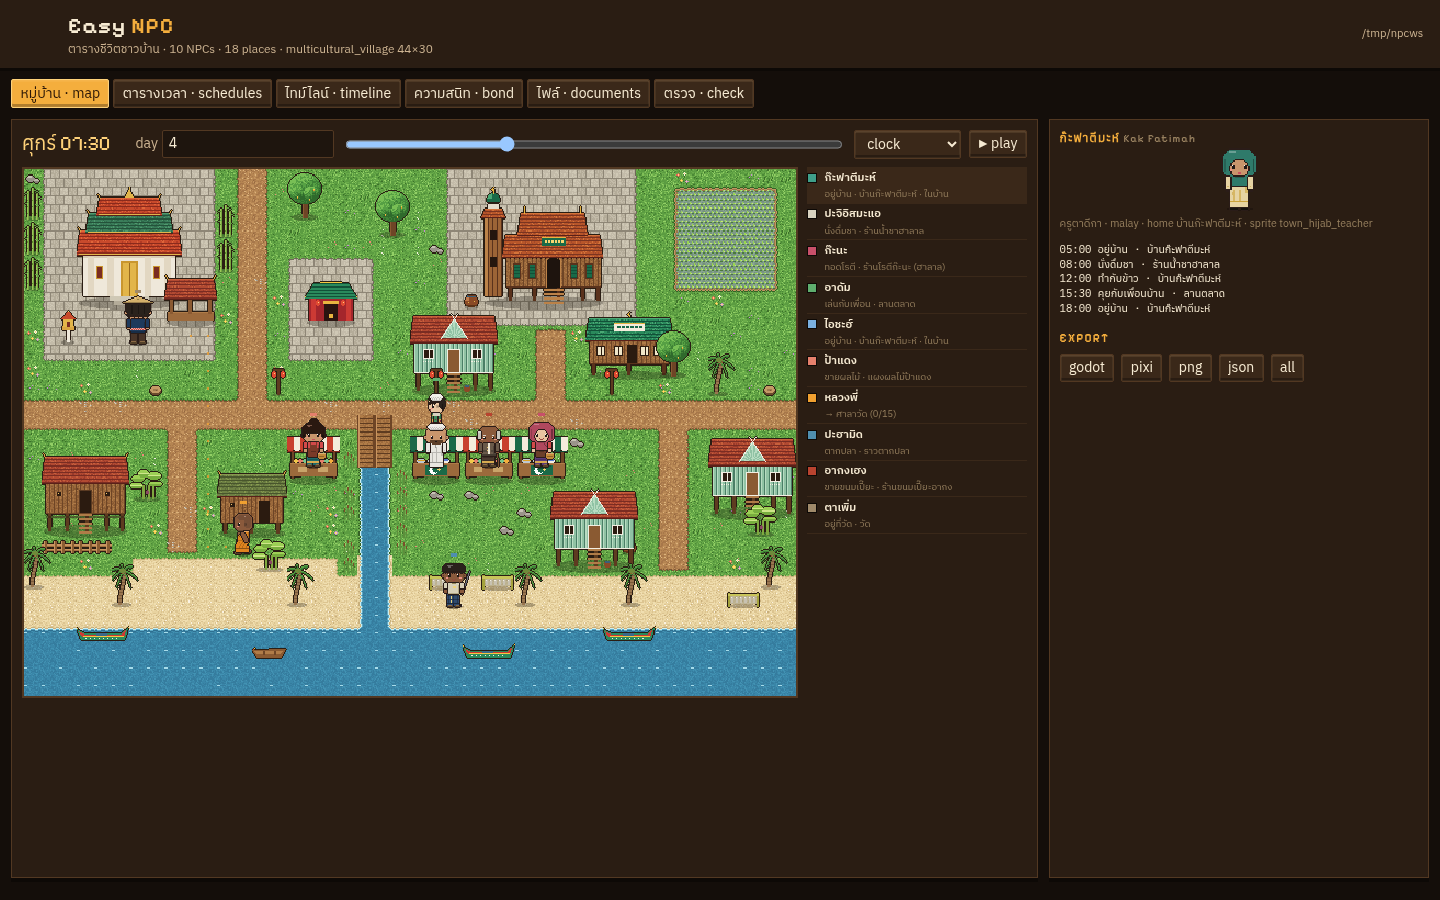 Easy NPC
ตารางชีวิตชาวบ้าน · 10 NPCs · 18 places · multicultural_village 44×30
/tmp/npcws
หมู่บ้าน · map
ตารางเวลา · schedules
ไทม์ไลน์ · timeline
ความสนิท · bond
ไฟล์ · documents
ตรวจ · check
ศุกร์ 07:30
day 4
clock
▶ play
ก๊ะฟาตีมะห์
อยู่บ้าน · บ้านก๊ะฟาตีมะห์ · ในบ้าน
ปะจิอิสมะแอ
นั่งดื่มชา · ร้านน้ำชาฮาลาล
ก๊ะนะ
ทอดโรตี · ร้านโรตีก๊ะนะ (ฮาลาล)
อาดัม
เล่นกับเพื่อน · ลานตลาด
ไอซะฮ์
อยู่บ้าน · บ้านก๊ะฟาตีมะห์ · ในบ้าน
ป้าแดง
ขายผลไม้ · แผงผลไม้ป้าแดง
หลวงพี่
→ ศาลาวัด (0/15)
ปะฮามิด
ตากปลา · ราวตากปลา
อากงเฮง
ขายขนมเปี๊ยะ · ร้านขนมเปี๊ยะอากง
ตาเพิ่ม
อยู่ที่วัด · วัด
ก๊ะฟาตีมะห์ Kak Fatimah
ครูตาดีกา · malay · home บ้านก๊ะฟาตีมะห์ · sprite town_hijab_teacher
05:00 อยู่บ้าน · บ้านก๊ะฟาตีมะห์
08:00 นั่งดื่มชา · ร้านน้ำชาฮาลาล
12:00 ทำกับข้าว · บ้านก๊ะฟาตีมะห์
15:30 คุยกับเพื่อนบ้าน · ลานตลาด
18:00 อยู่บ้าน · บ้านก๊ะฟาตีมะห์
EXPORT
godot
pixi
png
json
all